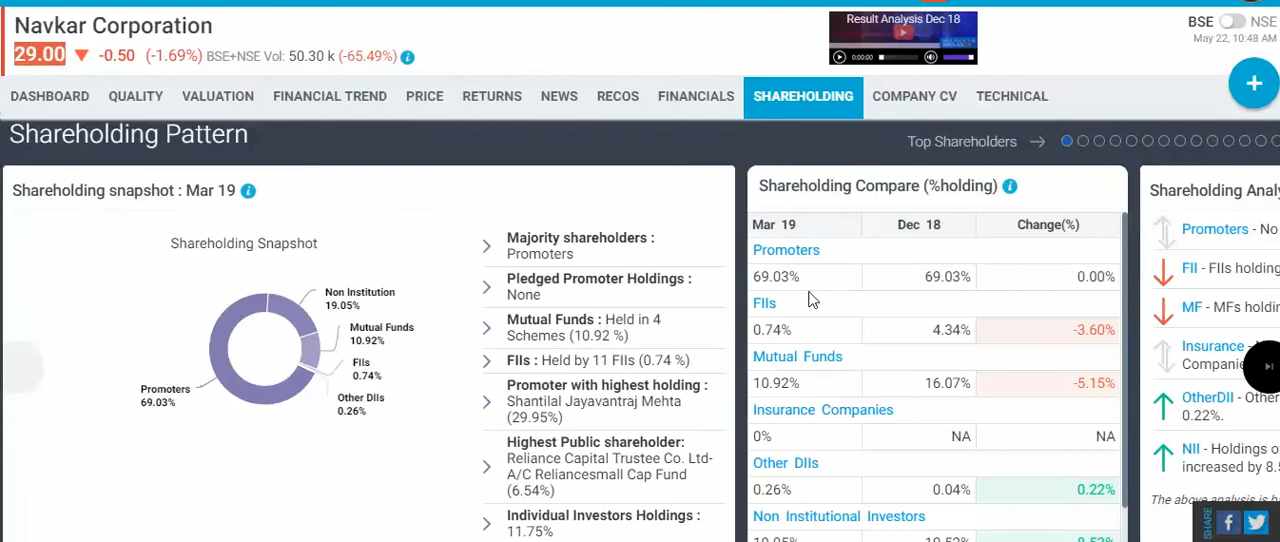 Navkar Corporation
29.00 -0.50 (-1.69%) BSE+NSE Vol: 50.30 k (-65.49%)
Result Analysis Dec 18
0:00:00
BSE NSE
May 22, 10:48 AM
DASHBOARD QUALITY VALUATION FINANCIAL TREND PRICE RETURNS NEWS RECOS FINANCIALS SHAREHOLDING COMPANY CV TECHNICAL
Shareholding Pattern
Top Shareholders
Shareholding snapshot : Mar 19
Shareholding Snapshot
Non Institution
19.05%
Mutual Funds
10.92%
FIIs
0.74%
Other DIIs
0.26%
Promoters
69.03%
Majority shareholders :
Promoters
Pledged Promoter Holdings :
None
Mutual Funds : Held in 4
Schemes (10.92 %)
FIIs : Held by 11 FIIs (0.74 %)
Promoter with highest holding :
Shantilal Jayavantraj Mehta
(29.95%)
Highest Public shareholder:
Reliance Capital Trustee Co. Ltd-
A/C Reliancesmall Cap Fund
(6.54%)
Individual Investors Holdings :
11.75%
Shareholding Compare (%holding)
Mar 19 Dec 18 Change(%)
Promoters
69.03% 69.03% 0.00%
FIIs
0.74% 4.34% -3.60%
Mutual Funds
10.92% 16.07% -5.15%
Insurance Companies
0% NA NA
Other DIIs
0.26% 0.04% 0.22%
Non Institutional Investors
Shareholding
Promoters - No
FII - FIIs holding
MF - MFs
Insurance -
OtherDII - Other
0.22%.
NII - Holdings
increased by
The above analysis is
SHARE